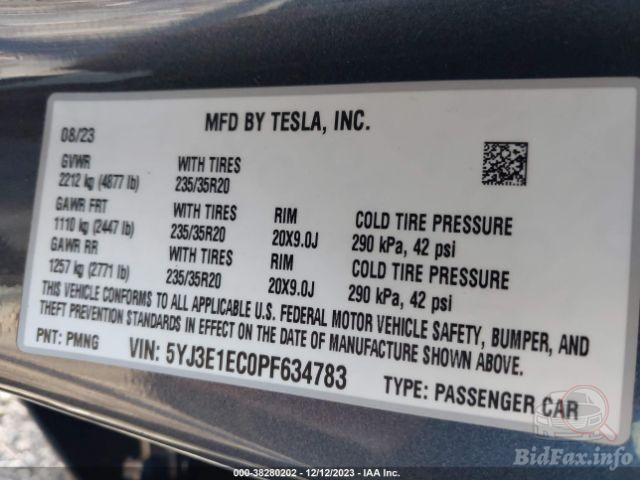 MFD BY TESLA, INC.
08/23
GVWR WITH TIRES
2212 kg (4877 lb) 235/35R20
GAWR FRT WITH TIRES RIM COLD TIRE PRESSURE
1110 kg (2447 lb) 235/35R20 20X9.0J 290 kPa, 42 psi
GAWR RR WITH TIRES RIM COLD TIRE PRESSURE
1257 kg (2771 lb) 235/35R20 20X9.0J 290 kPa, 42 psi
THIS VEHICLE CONFORMS TO ALL APPLICABLE U.S. FEDERAL MOTOR VEHICLE SAFETY, BUMPER, AND
THEFT PREVENTION STANDARDS IN EFFECT ON THE DATE OF MANUFACTURE SHOWN ABOVE.
PNT: PMNG VIN: 5YJ3E1EC0PF634783 TYPE: PASSENGER CAR
BidFax.info
000-38280202 - 12/12/2023 - IAA Inc.